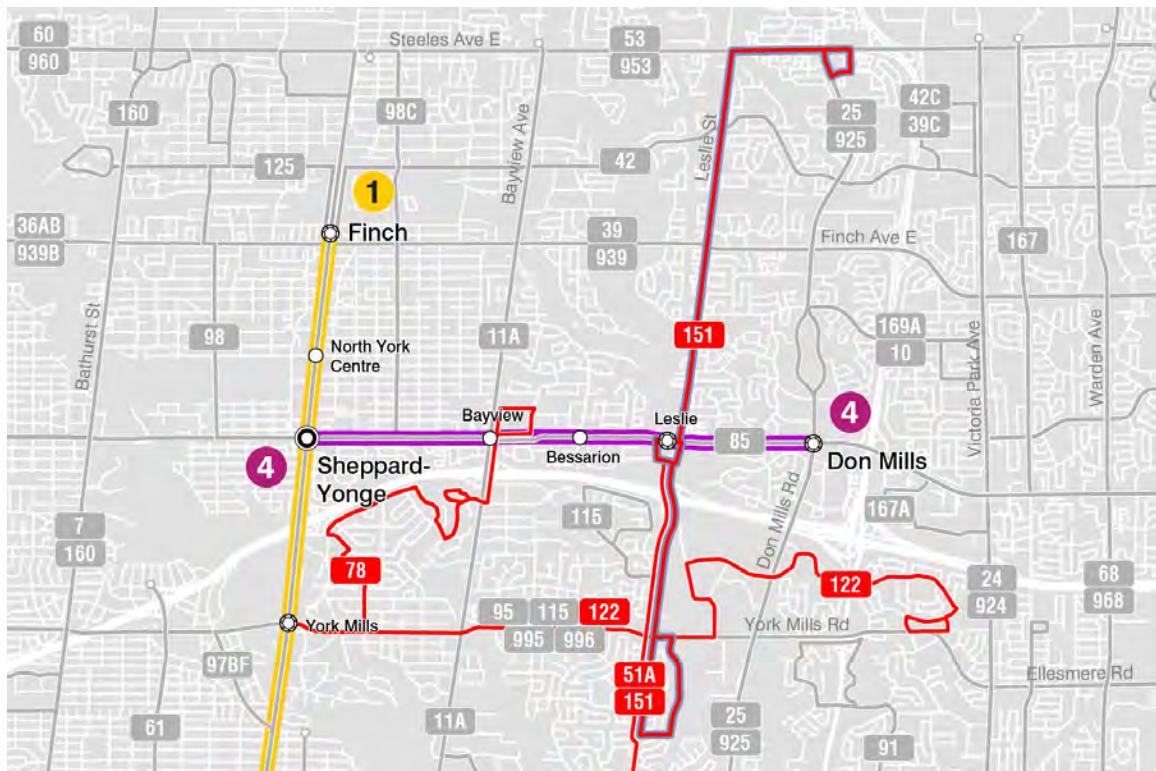 60
960
Steeles Ave E
53
953
160
98C
Bayview Ave
Leslie St
25
925
42C
39C
125
42
1
36AB
939B
Finch
39
939
Finch Ave E
167
Bathurst St
98
North York
Centre
11A
151
169A
10
Victoria Park Ave
Warden Ave
Bayview
Leslie
4
4
Sheppard-
Yonge
Bessarion
85
Don Mills
7
160
115
Don Mills Rd
167A
78
122
24
924
68
968
York Mills
95
115
122
995
996
York Mills Rd
97BF
51A
151
Ellesmere Rd
61
11A
25
925
91